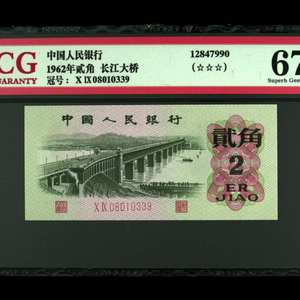 CG
中国人民银行
1962年贰角 长江大桥
冠号: X IX 08010339
12847990
(☆☆☆)
67
Superb Gem
中国人民银行
贰角
2
ER
JIAO
X IX 08010339